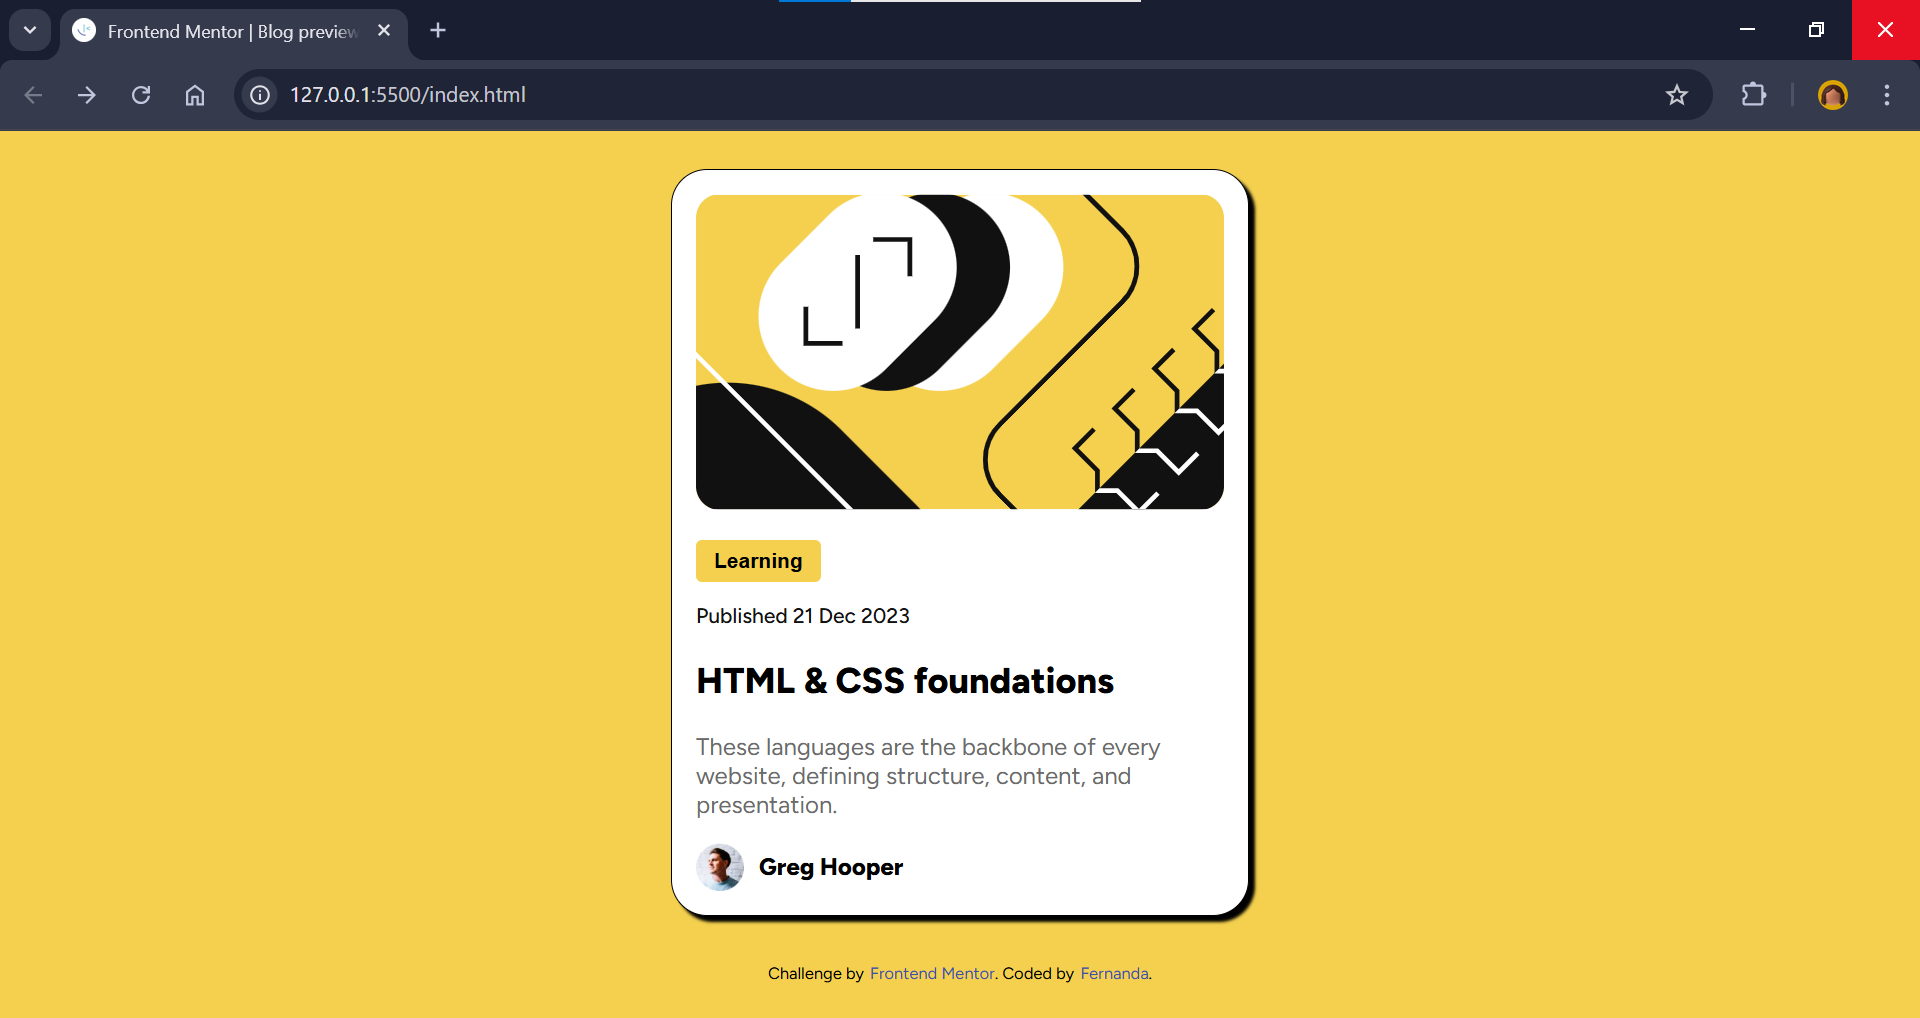 Frontend Mentor | Blog preview
127.0.0.1:5500/index.html
Learning
Published 21 Dec 2023
HTML & CSS foundations
These languages are the backbone of every
website, defining structure, content, and
presentation.
Greg Hooper
Challenge by Frontend Mentor. Coded by Fernanda.